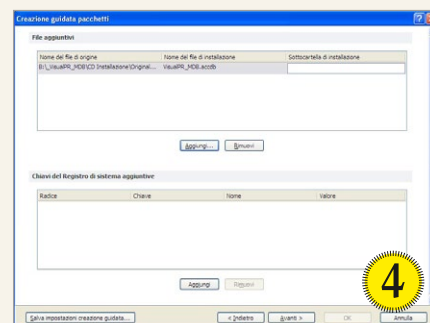 Creazione guidata pacchetti
File aggiuntivi
Nome del file di origine Nome del file di installazione Sottocartella di installazione
B:\_VisualPR_MDB\CD Installazione\Original... VisualPR_MDB.accdb
Aggiungi... Rimuovi
Chiavi del Registro di sistema aggiuntive
Radice Chiave Nome Valore
Aggiungi Rimuovi
4
Salva impostazioni creazione guidata... < Indietro Avanti > OK Annulla